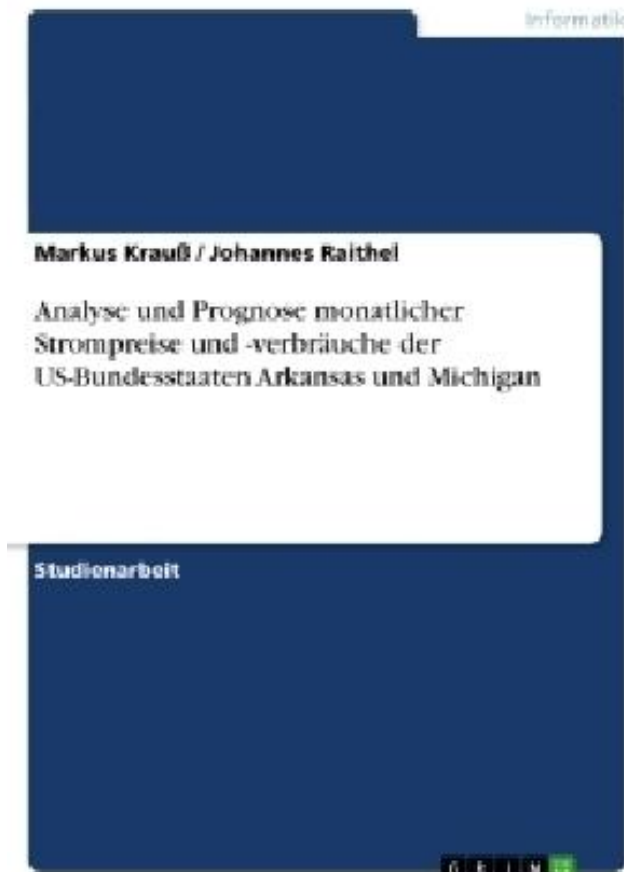 Informatik
Markus Krauß / Johannes Raithel
Analyse und Prognose monatlicher
Strompreise und -verbräuche der
US-Bundesstaaten Arkansas und Michigan
Studienarbeit
G R I N